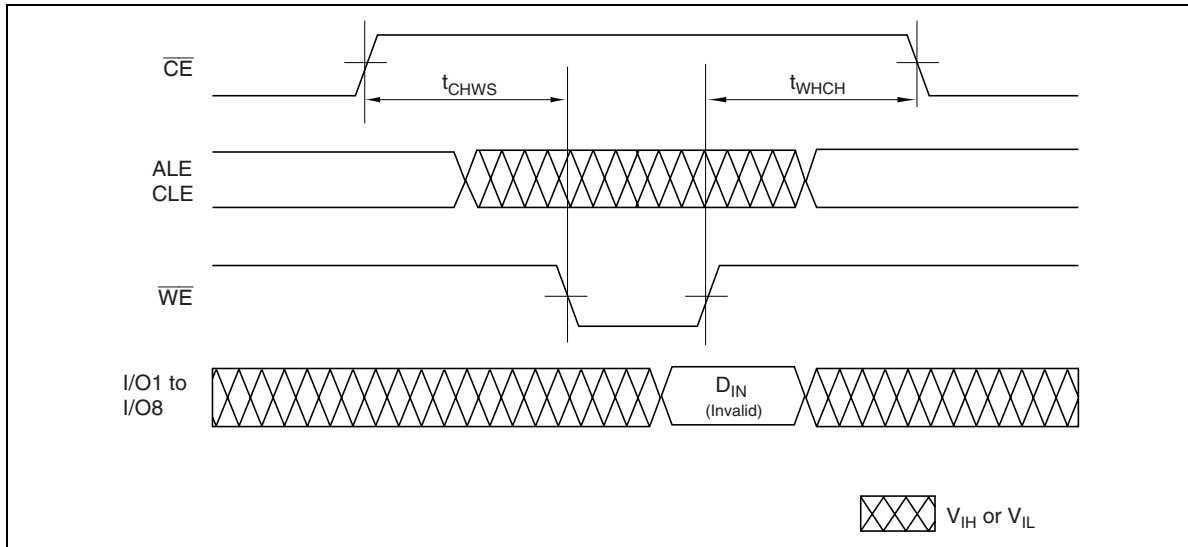 CE
tCHWS
tWHCH
ALE
CLE
WE
I/O1 to
I/O8
DIN
(Invalid)
VIH or VIL